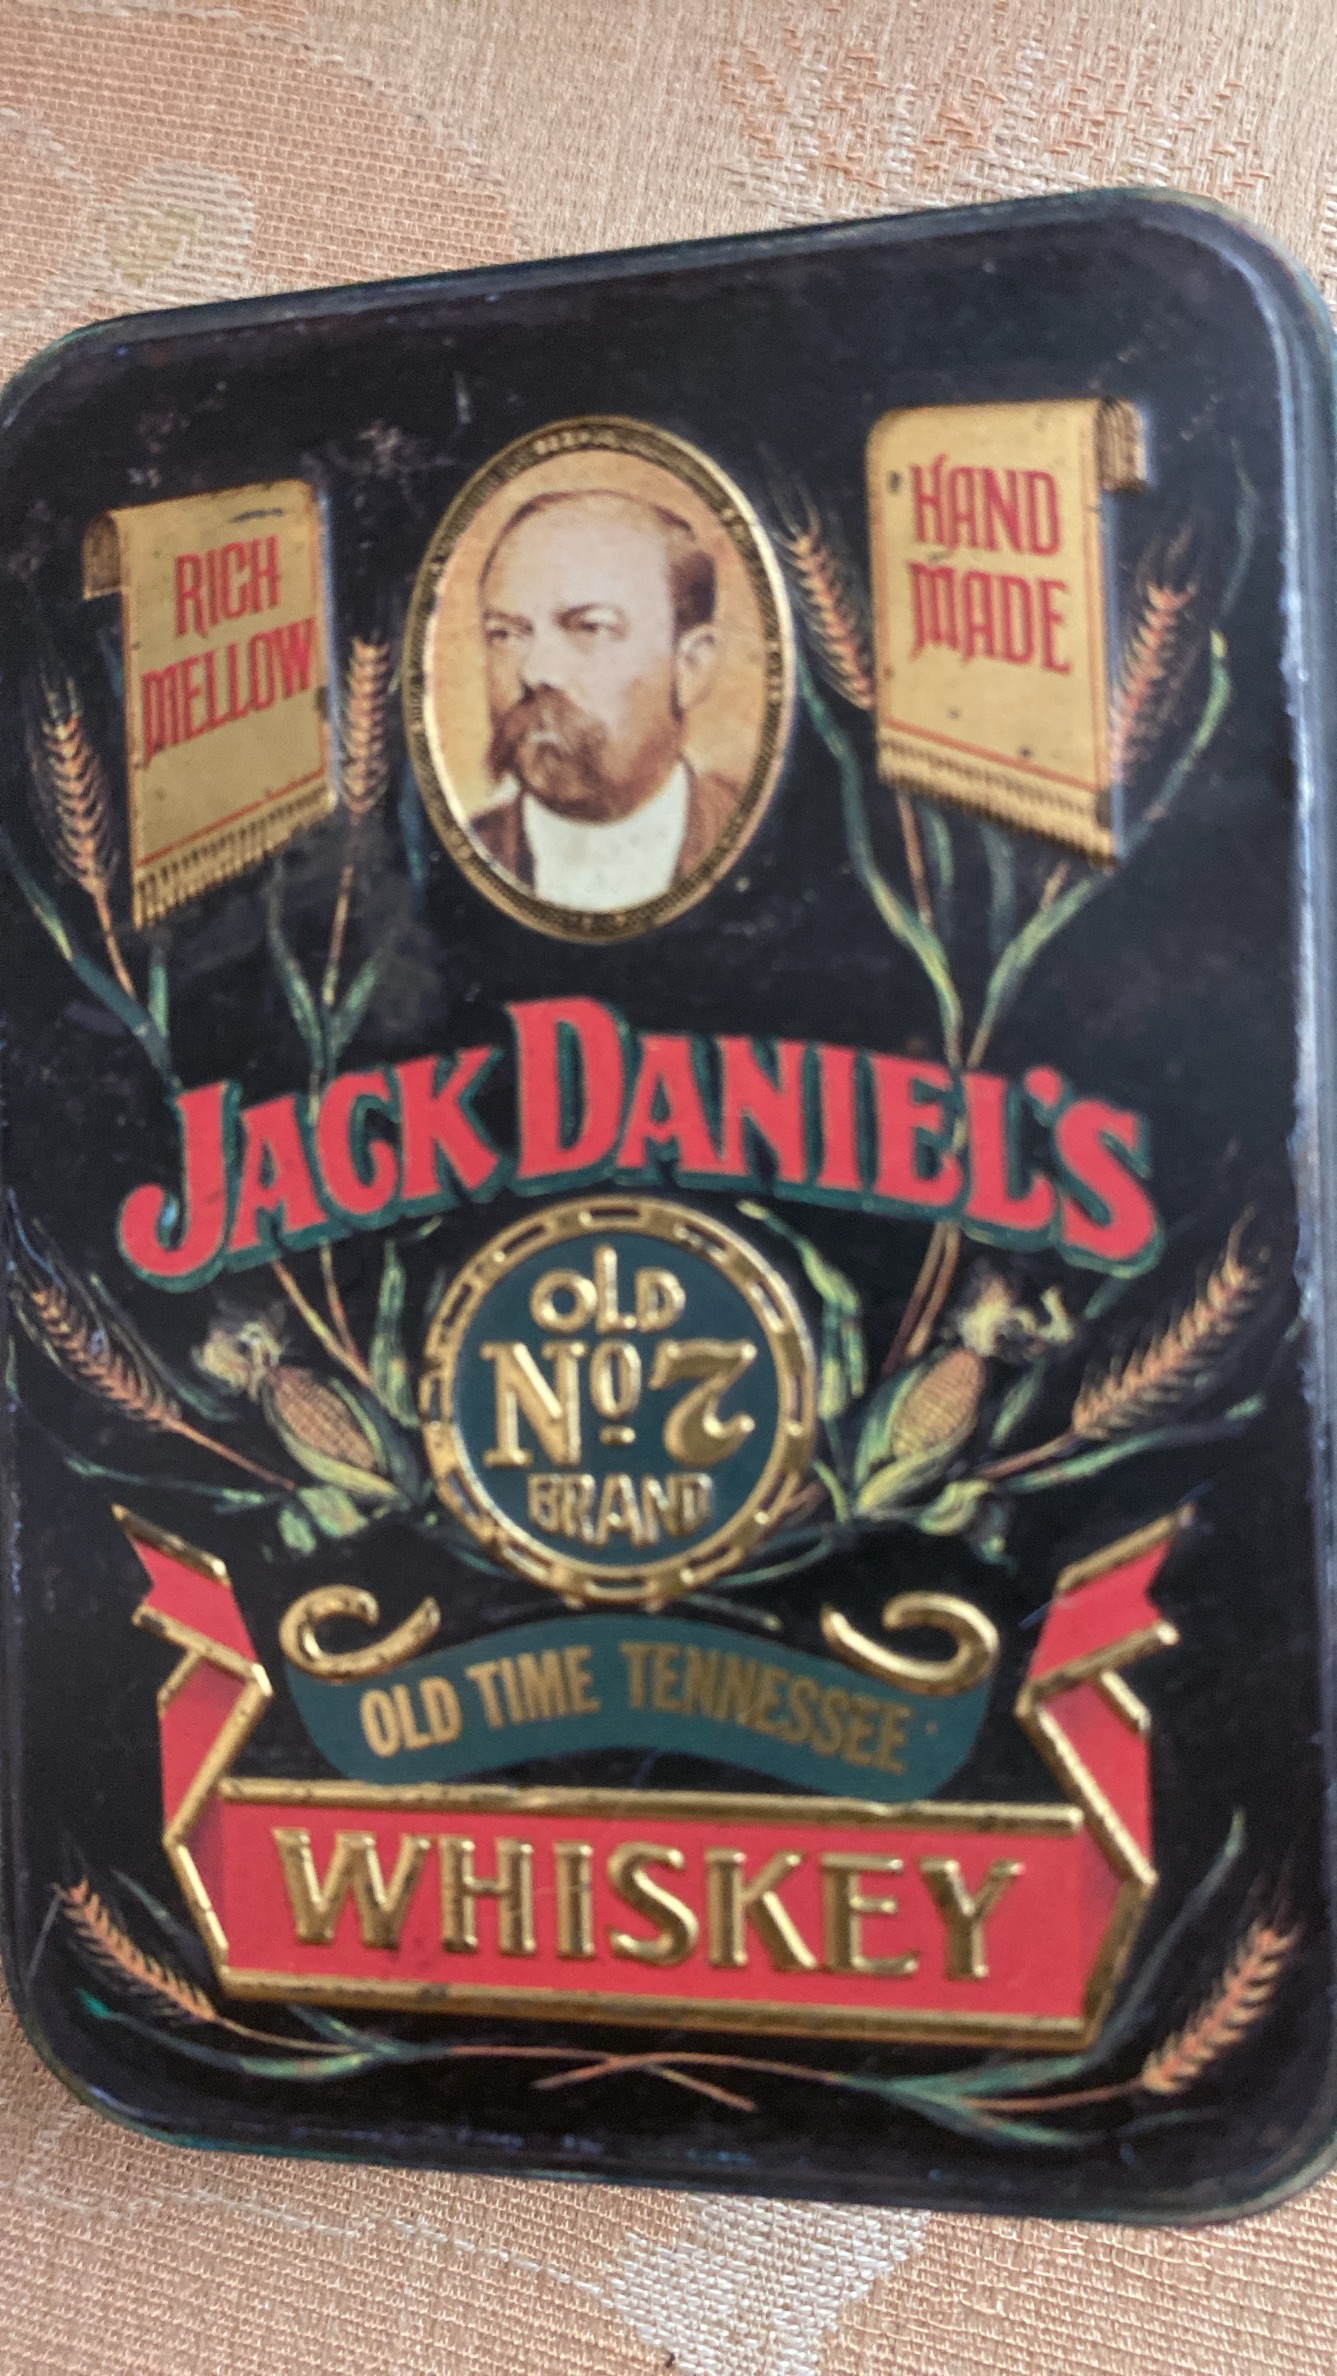 RICH
MELLOW
HAND
MADE
JACK DANIEL'S
OLD
Nº 7
BRAND
OLD TIME TENNESSEE
WHISKEY